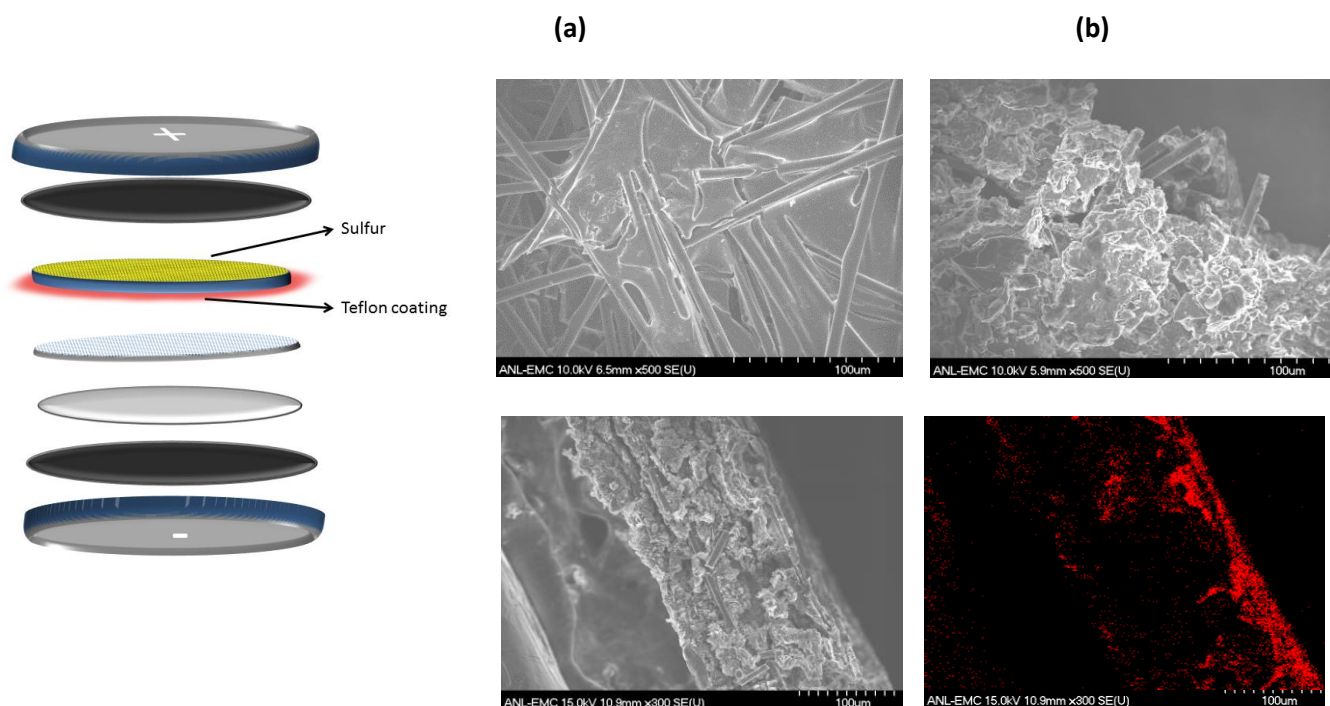 (a)
(b)
+
Sulfur
Teflon coating
-
ANL-EMC 10.0kV 6.5mm x500 SE(U) 100um
ANL-EMC 10.0kV 5.9mm x500 SE(U) 100um
ANL-EMC 15.0kV 10.9mm x300 SE(U) 100um
ANL-EMC 15.0kV 10.9mm x300 SE(U) 100um